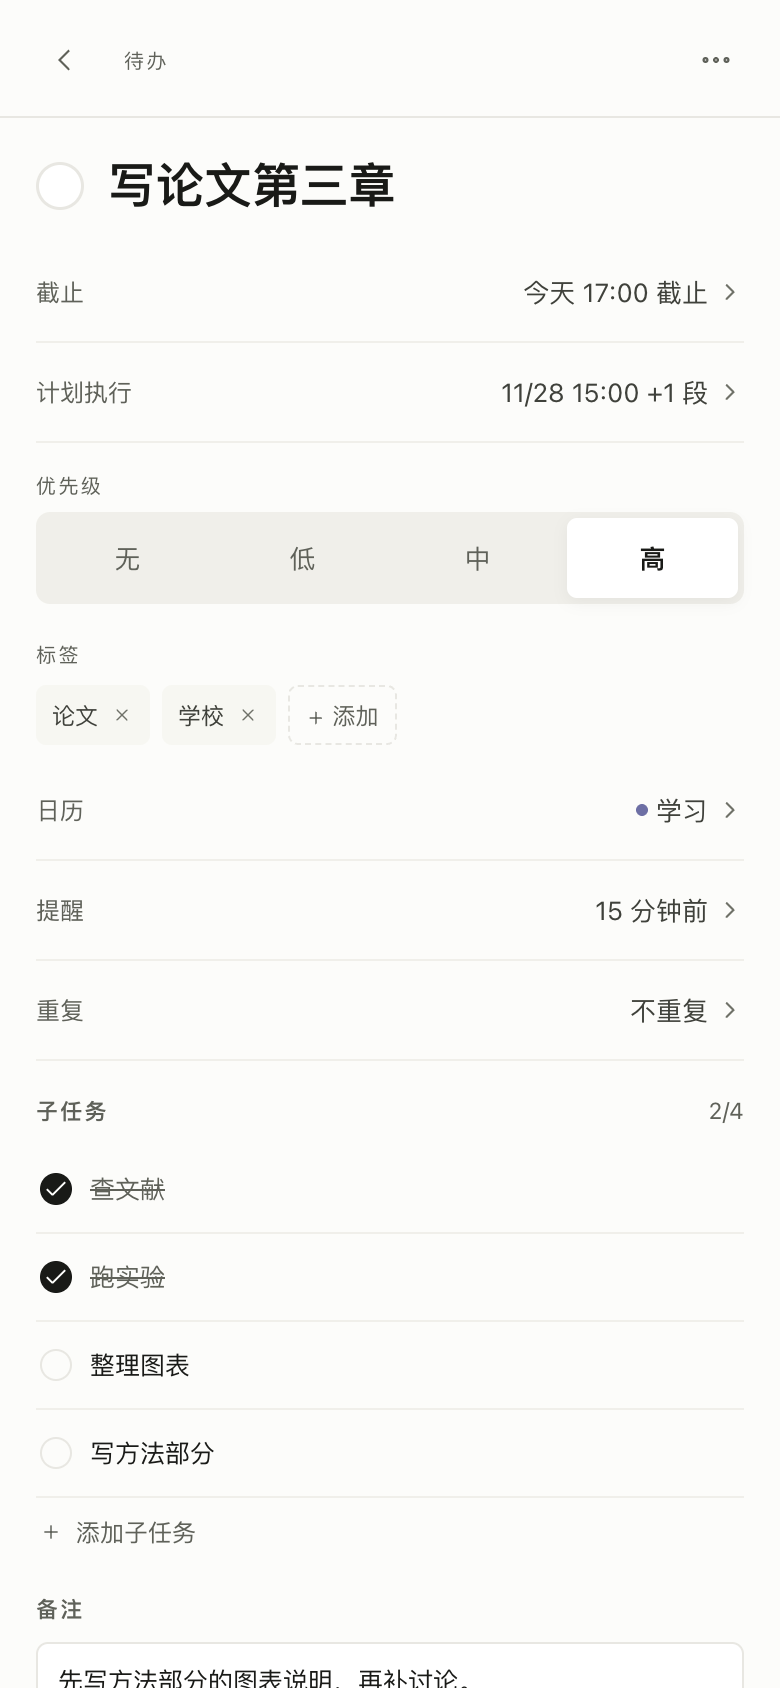 待办
写论文第三章
截止 今天 17:00 截止
计划执行 11/28 15:00 +1 段
优先级
无 低 中 高
标签
论文 × 学校 × + 添加
日历 学习
提醒 15 分钟前
重复 不重复
子任务 2/4
查文献
跑实验
整理图表
写方法部分
+ 添加子任务
备注
先写方法部分的图表说明，再补讨论。